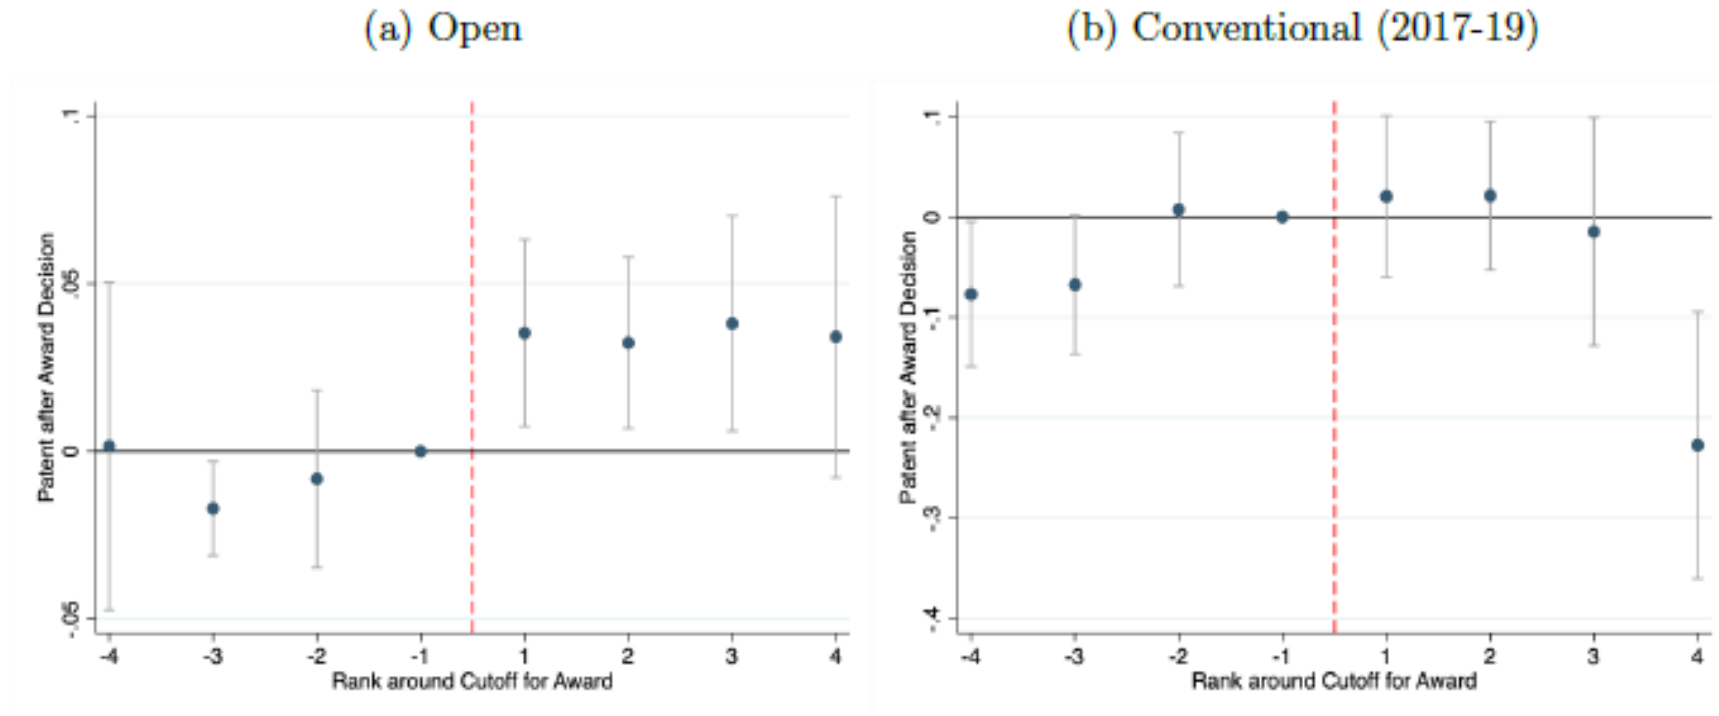 (a) Open
.1
.05
0
-.05
Patent after Award Decision
-4 -3 -2 -1 1 2 3 4
Rank around Cutoff for Award
(b) Conventional (2017-19)
.1
0
-.1
-.2
-.3
-.4
Patent after Award Decision
-4 -3 -2 -1 1 2 3 4
Rank around Cutoff for Award